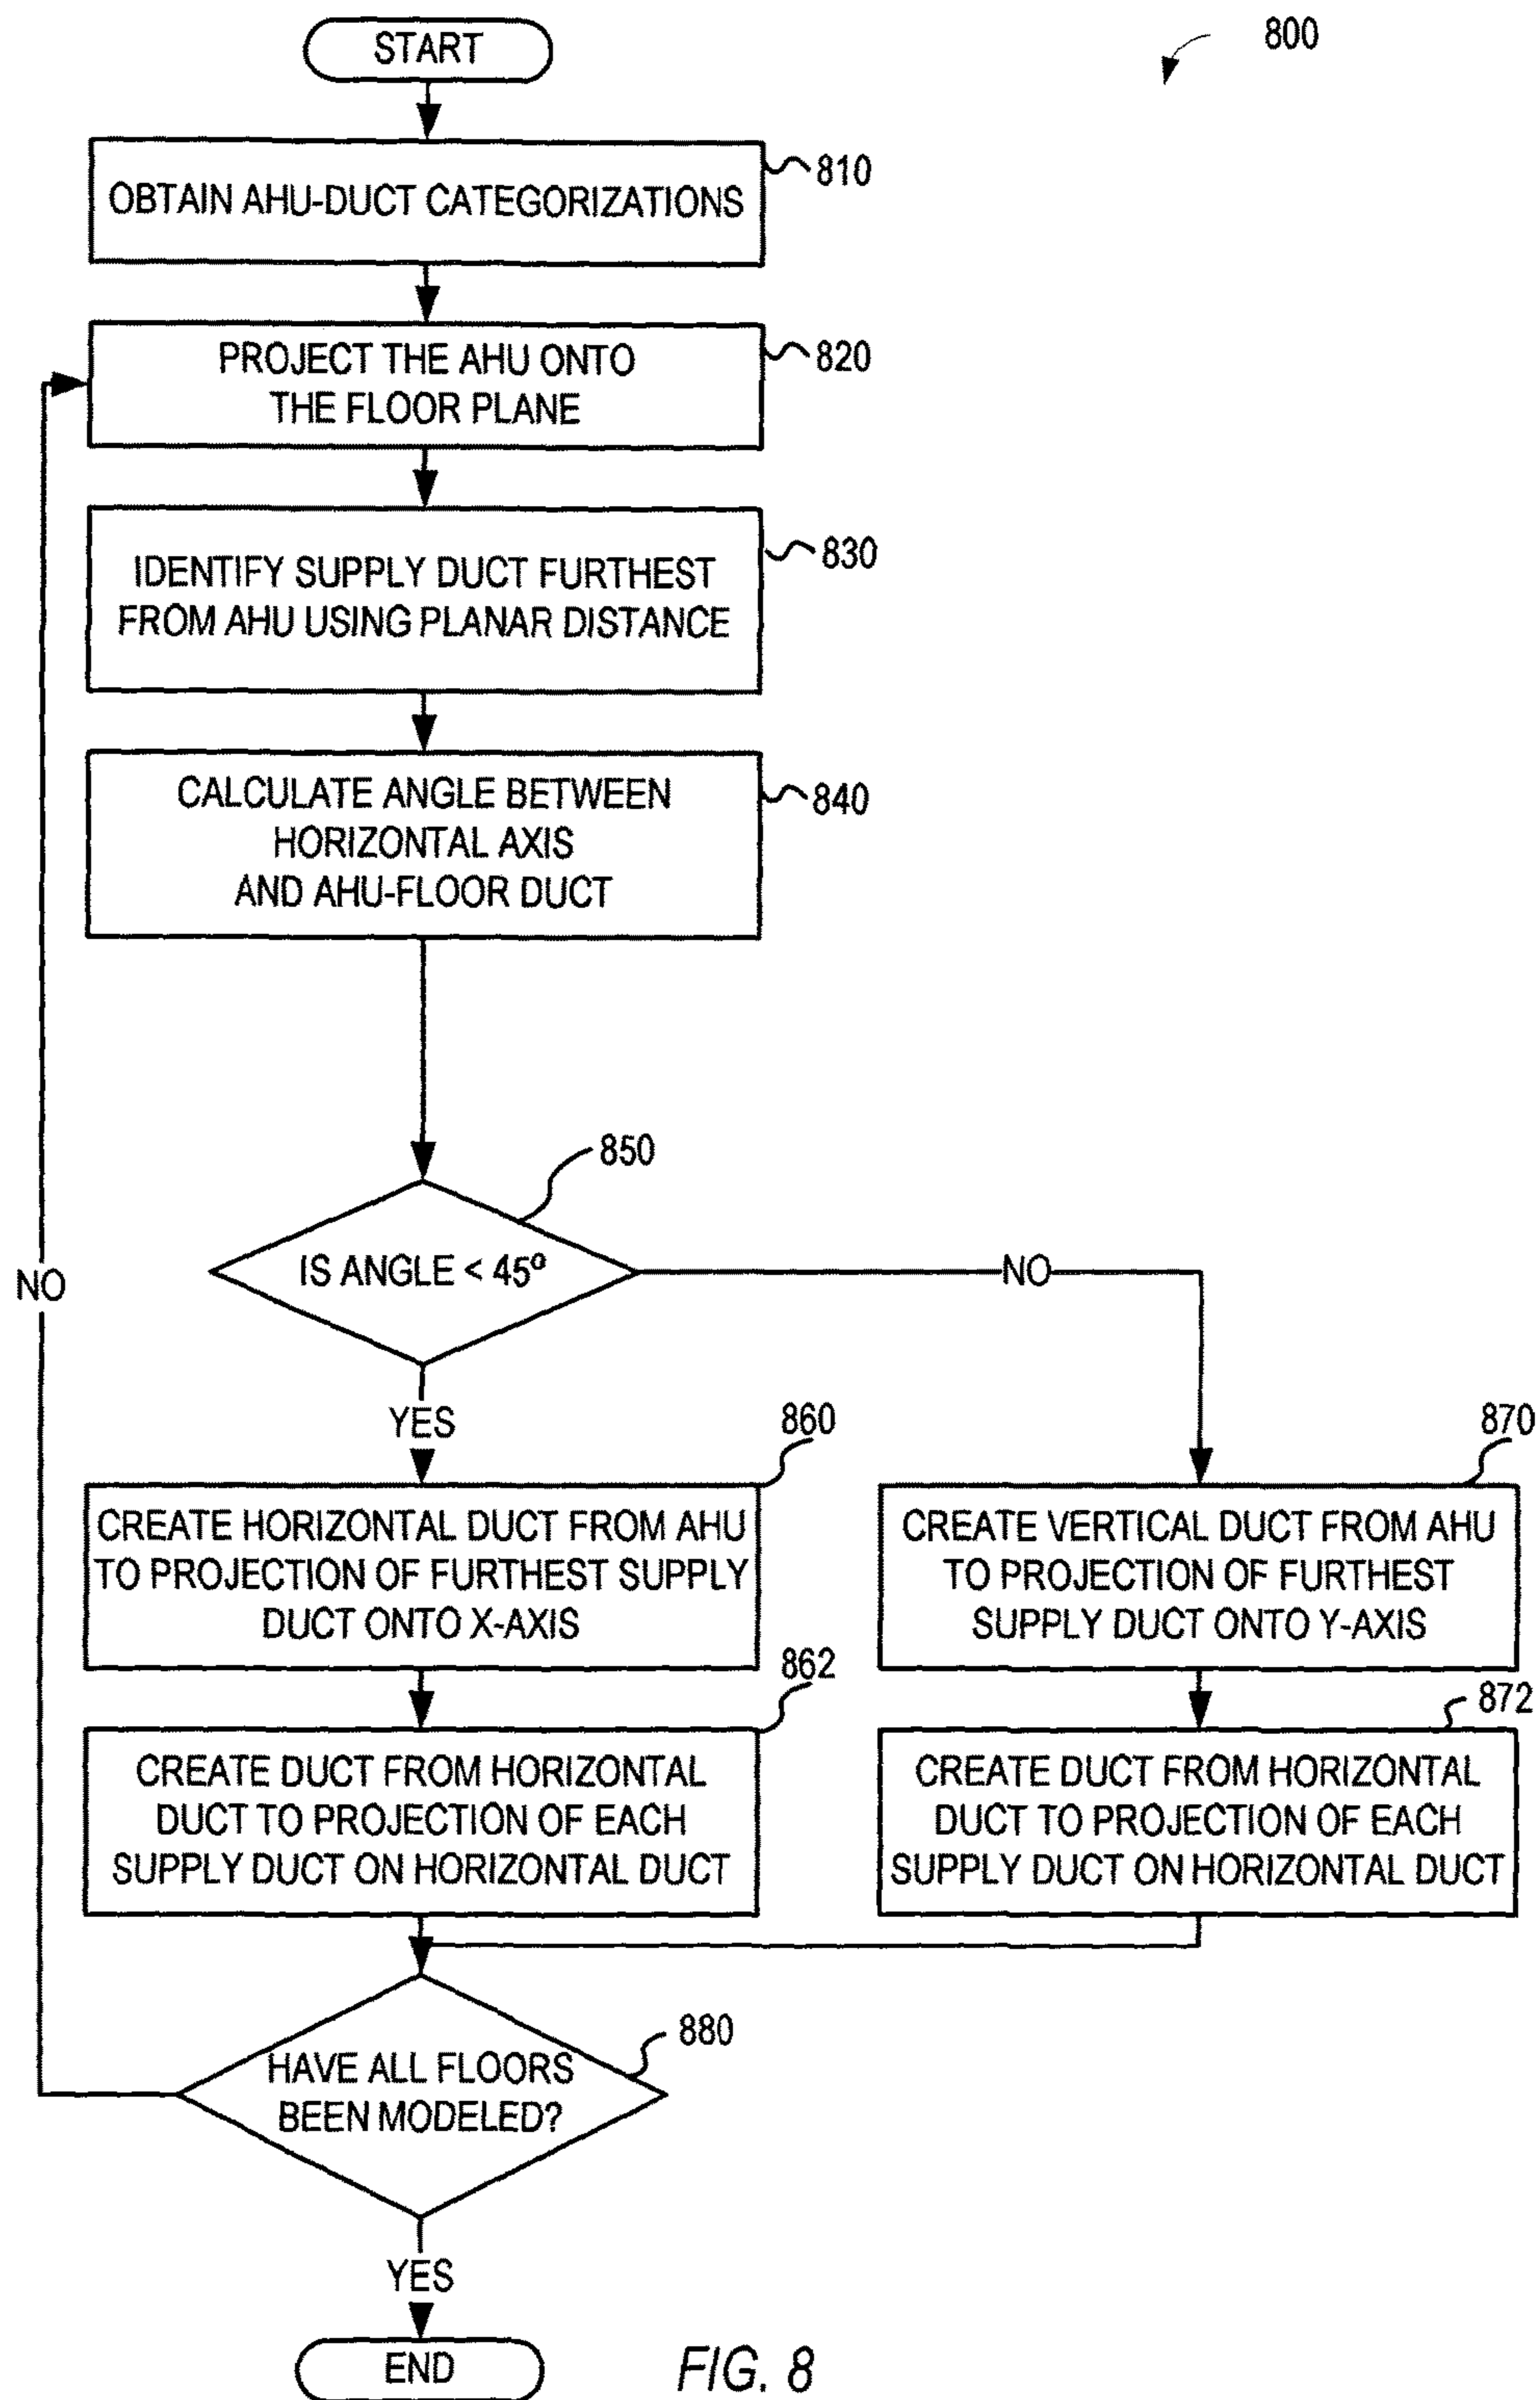 START
800
OBTAIN AHU-DUCT CATEGORIZATIONS
810
PROJECT THE AHU ONTO
THE FLOOR PLANE
820
IDENTIFY SUPPLY DUCT FURTHEST
FROM AHU USING PLANAR DISTANCE
830
CALCULATE ANGLE BETWEEN
HORIZONTAL AXIS
AND AHU-FLOOR DUCT
840
850
IS ANGLE < 45º
NO
NO
YES
860
870
CREATE HORIZONTAL DUCT FROM AHU
TO PROJECTION OF FURTHEST SUPPLY
DUCT ONTO X-AXIS
CREATE VERTICAL DUCT FROM AHU
TO PROJECTION OF FURTHEST
SUPPLY DUCT ONTO Y-AXIS
862
872
CREATE DUCT FROM HORIZONTAL
DUCT TO PROJECTION OF EACH
SUPPLY DUCT ON HORIZONTAL DUCT
CREATE DUCT FROM HORIZONTAL
DUCT TO PROJECTION OF EACH
SUPPLY DUCT ON HORIZONTAL DUCT
880
HAVE ALL FLOORS
BEEN MODELED?
YES
END
FIG. 8